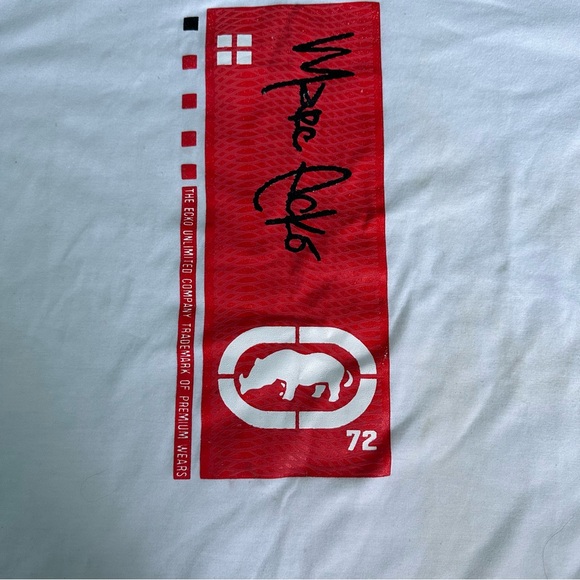 Marc Ecko
THE ECKO UNLIMITED COMPANY TRADEMARK OF PREMIUM WEARS
72